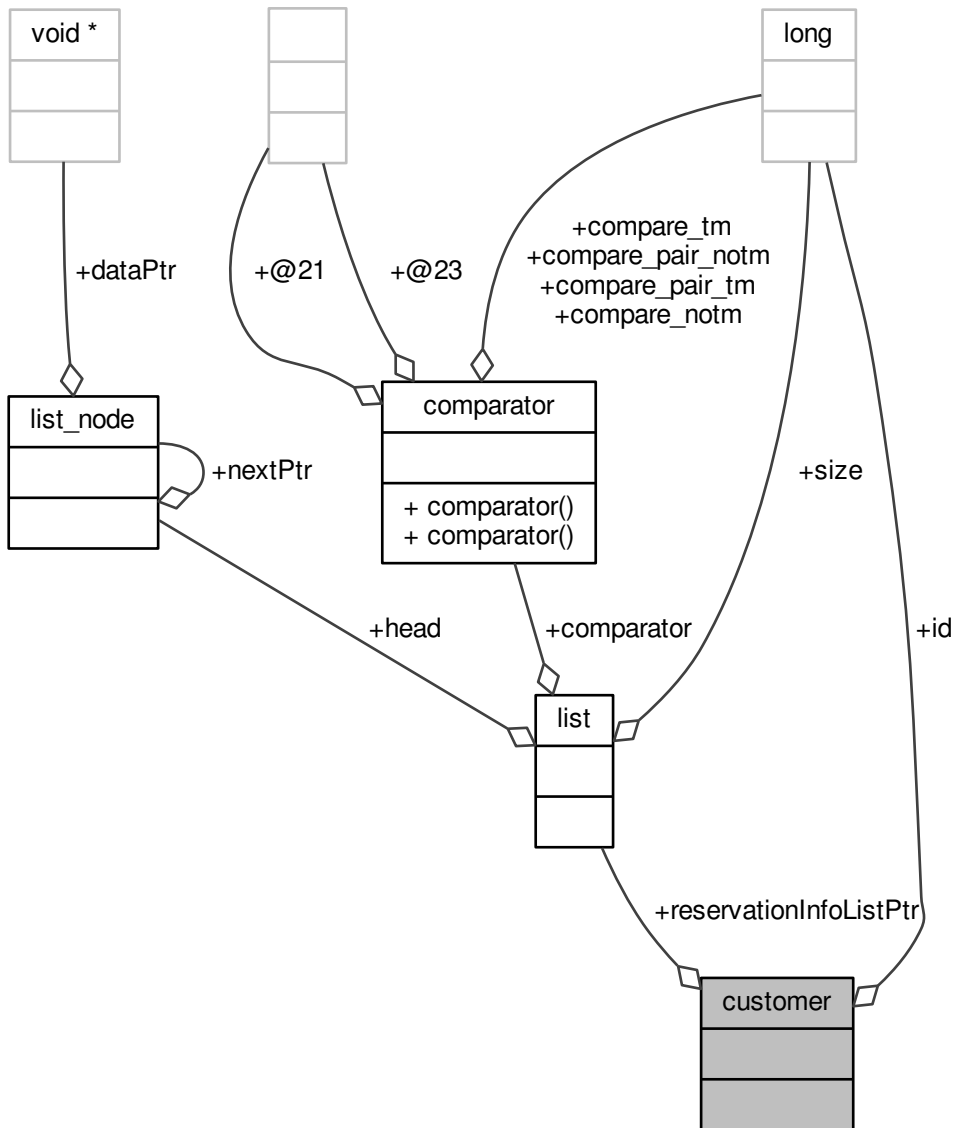 void *
long
+compare_tm
+compare_pair_notm
+compare_pair_tm
+compare_notm
+dataPtr
+@21
+@23
list_node
comparator
+nextPtr
+size
+ comparator()
+ comparator()
+head
+comparator
+id
list
+reservationInfoListPtr
customer